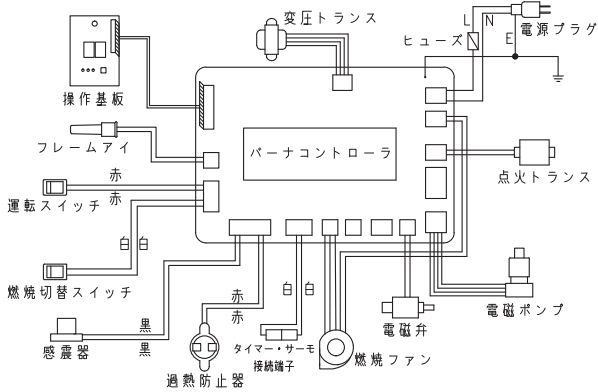 変圧トランス
L
N
E
電源プラグ
ヒューズ
操作基板
フレームアイ
バーナコントローラ
点火トランス
赤
赤
運転スイッチ
白 白
燃焼切替スイッチ
黒
黒
感震器
赤
赤
過熱防止器
白 白
タイマー・サーモ
接続端子
燃焼ファン
電磁弁
電磁ポンプ